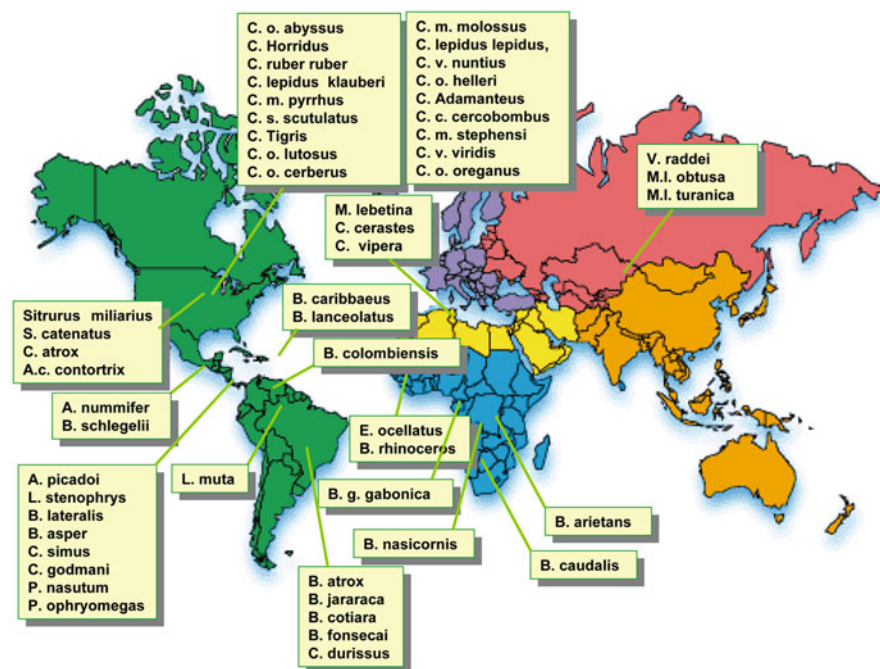 C. o. abyssus
C. Horridus
C. ruber ruber
C. lepidus klauberi
C. m. pyrrhus
C. s. scutulatus
C. Tigris
C. o. lutosus
C. o. cerberus
C. m. molossus
C. lepidus lepidus,
C. v. nuntius
C. o. helleri
C. Adamanteus
C. c. cercobombus
C. m. stephensi
C. v. viridis
C. o. oreganus
V. raddei
M.l. obtusa
M.l. turanica
M. lebetina
C. cerastes
C. vipera
Sitrurus miliarius
S. catenatus
C. atrox
A.c. contortrix
B. caribbaeus
B. lanceolatus
B. colombiensis
A. nummifer
B. schlegelii
E. ocellatus
B. rhinoceros
A. picadoi
L. stenophrys
B. lateralis
B. asper
C. simus
C. godmani
P. nasutum
P. ophryomegas
L. muta
B. g. gabonica
B. arietans
B. nasicornis
B. caudalis
B. atrox
B. jararaca
B. cotiara
B. fonsecai
C. durissus